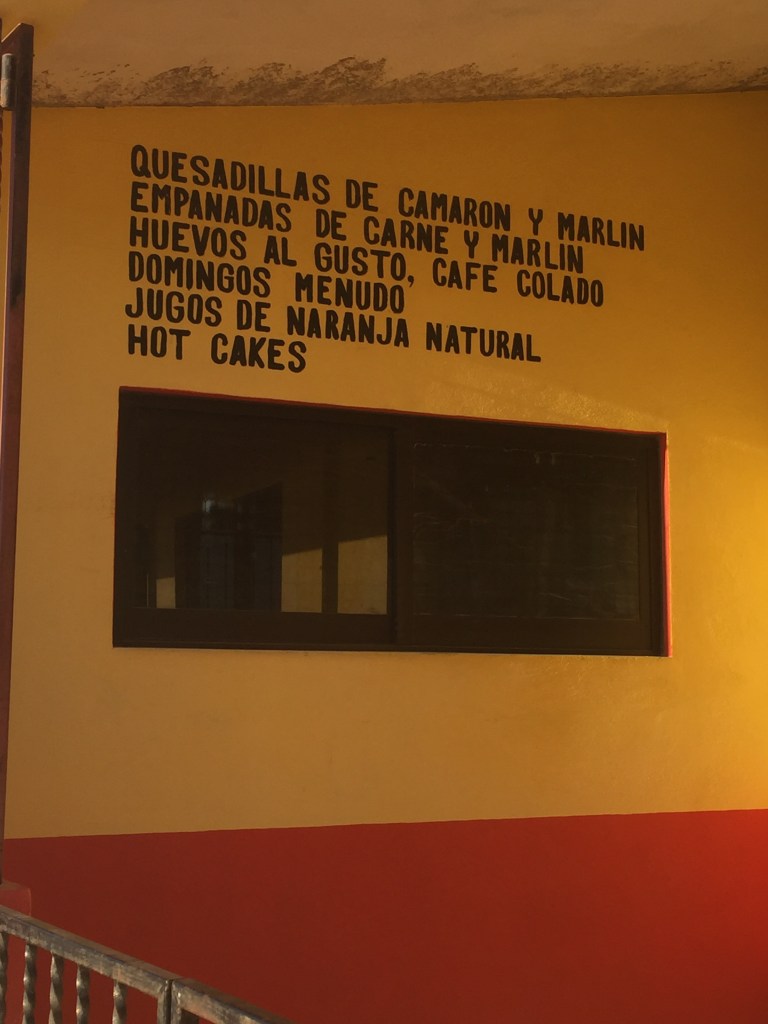 QUESADILLAS DE CAMARON Y MARLIN
EMPANADAS DE CARNE Y MARLIN
HUEVOS AL GUSTO, CAFE COLADO
DOMINGOS MENUDO
JUGOS DE NARANJA NATURAL
HOT CAKES